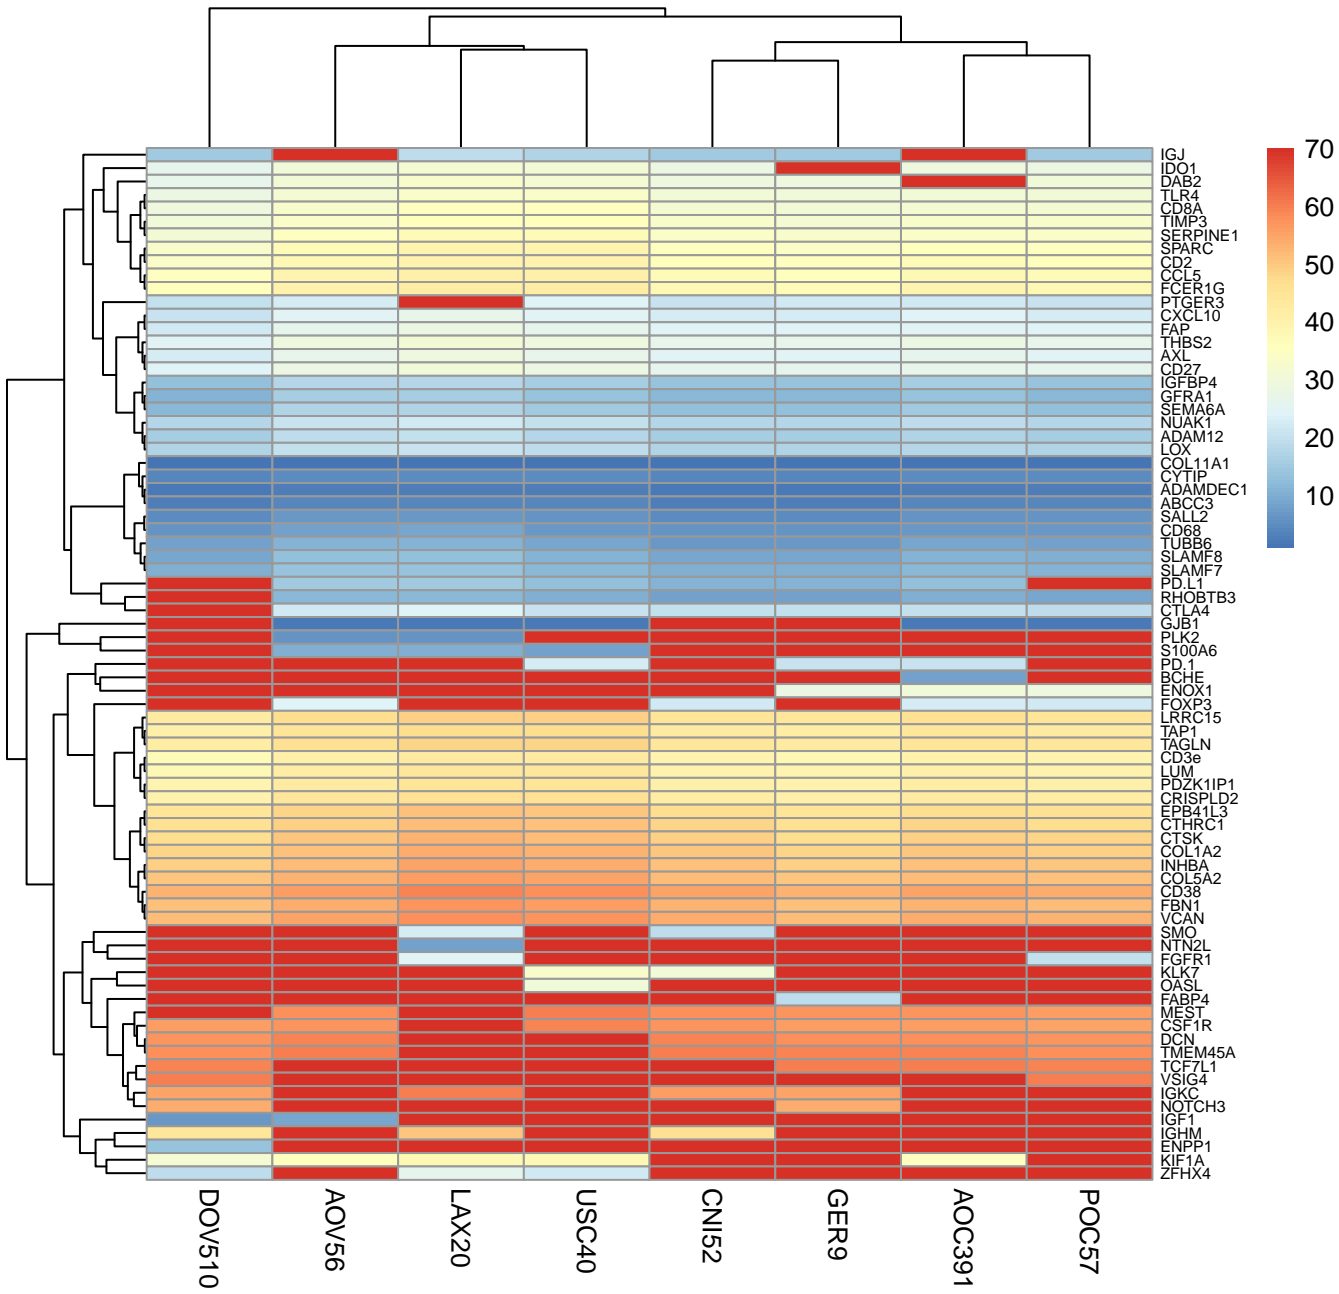 IGJ
IDO1
DAB2
TLR4
CD8A
TIMP3
SERPINE1
SPARC
CD2
CCL5
FCER1G
PTGER3
CXCL10
FAP
THBS2
AXL
CD27
IGFBP4
GFRA1
SEMA6A
NUAK1
ADAM12
LOX
COL11A1
CYTIP
ADAMDEC1
ABCC3
SALL2
CD68
TUBB6
SLAMF8
SLAMF7
PD.L1
RHOBTB3
CTLA4
GJB1
PLK2
S100A6
PD.1
BCHE
ENOX1
FOXP3
LRRC15
TAP1
TAGLN
CD3e
LUM
PDZK1IP1
CRISPLD2
EPB41L3
CTHRC1
CTSK
COL1A2
INHBA
COL5A2
CD38
FBN1
VCAN
SMO
NTN2L
FGFR1
KLK7
OASL
FABP4
MEST
CSF1R
DCN
TMEM45A
TCF7L1
VSIG4
IGKC
NOTCH3
IGF1
IGHM
ENPP1
KIF1A
ZFHX4
70
60
50
40
30
20
10
DOV510
AOV56
LAX20
USC40
CNI52
GER9
AOC391
POC57